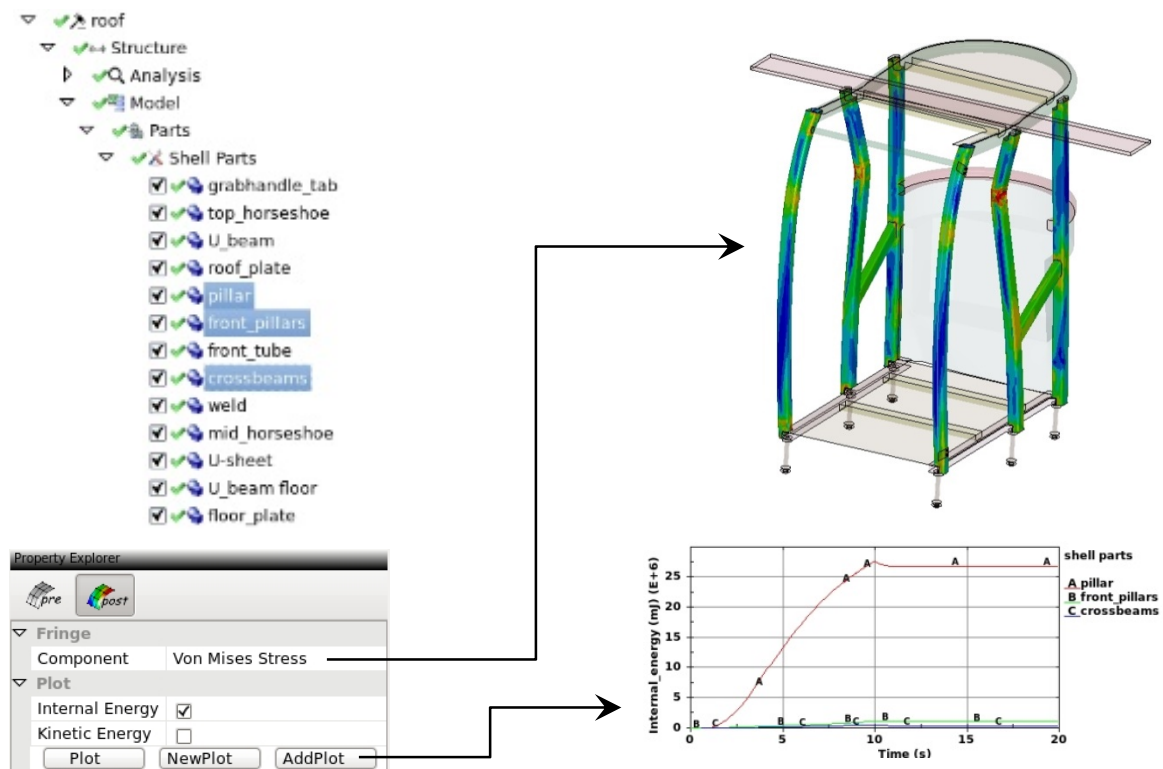 roof
Structure
Analysis
Model
Parts
Shell Parts
grabhandle_tab
top_horseshoe
U_beam
roof_plate
pillar
front_pillars
front_tube
crossbeams
weld
mid_horseshoe
U-sheet
U_beam floor
floor_plate
Property Explorer
pre post
Fringe
Component Von Mises Stress
Plot
Internal Energy
Kinetic Energy
Plot NewPlot AddPlot
Internal_energy (mJ) (E+6)
25
20
15
10
5
0
0 5 10 15 20
Time (s)
A A A A A A
B C B C B B B C B C
shell parts
A pillar
B front_pillars
C crossbeams